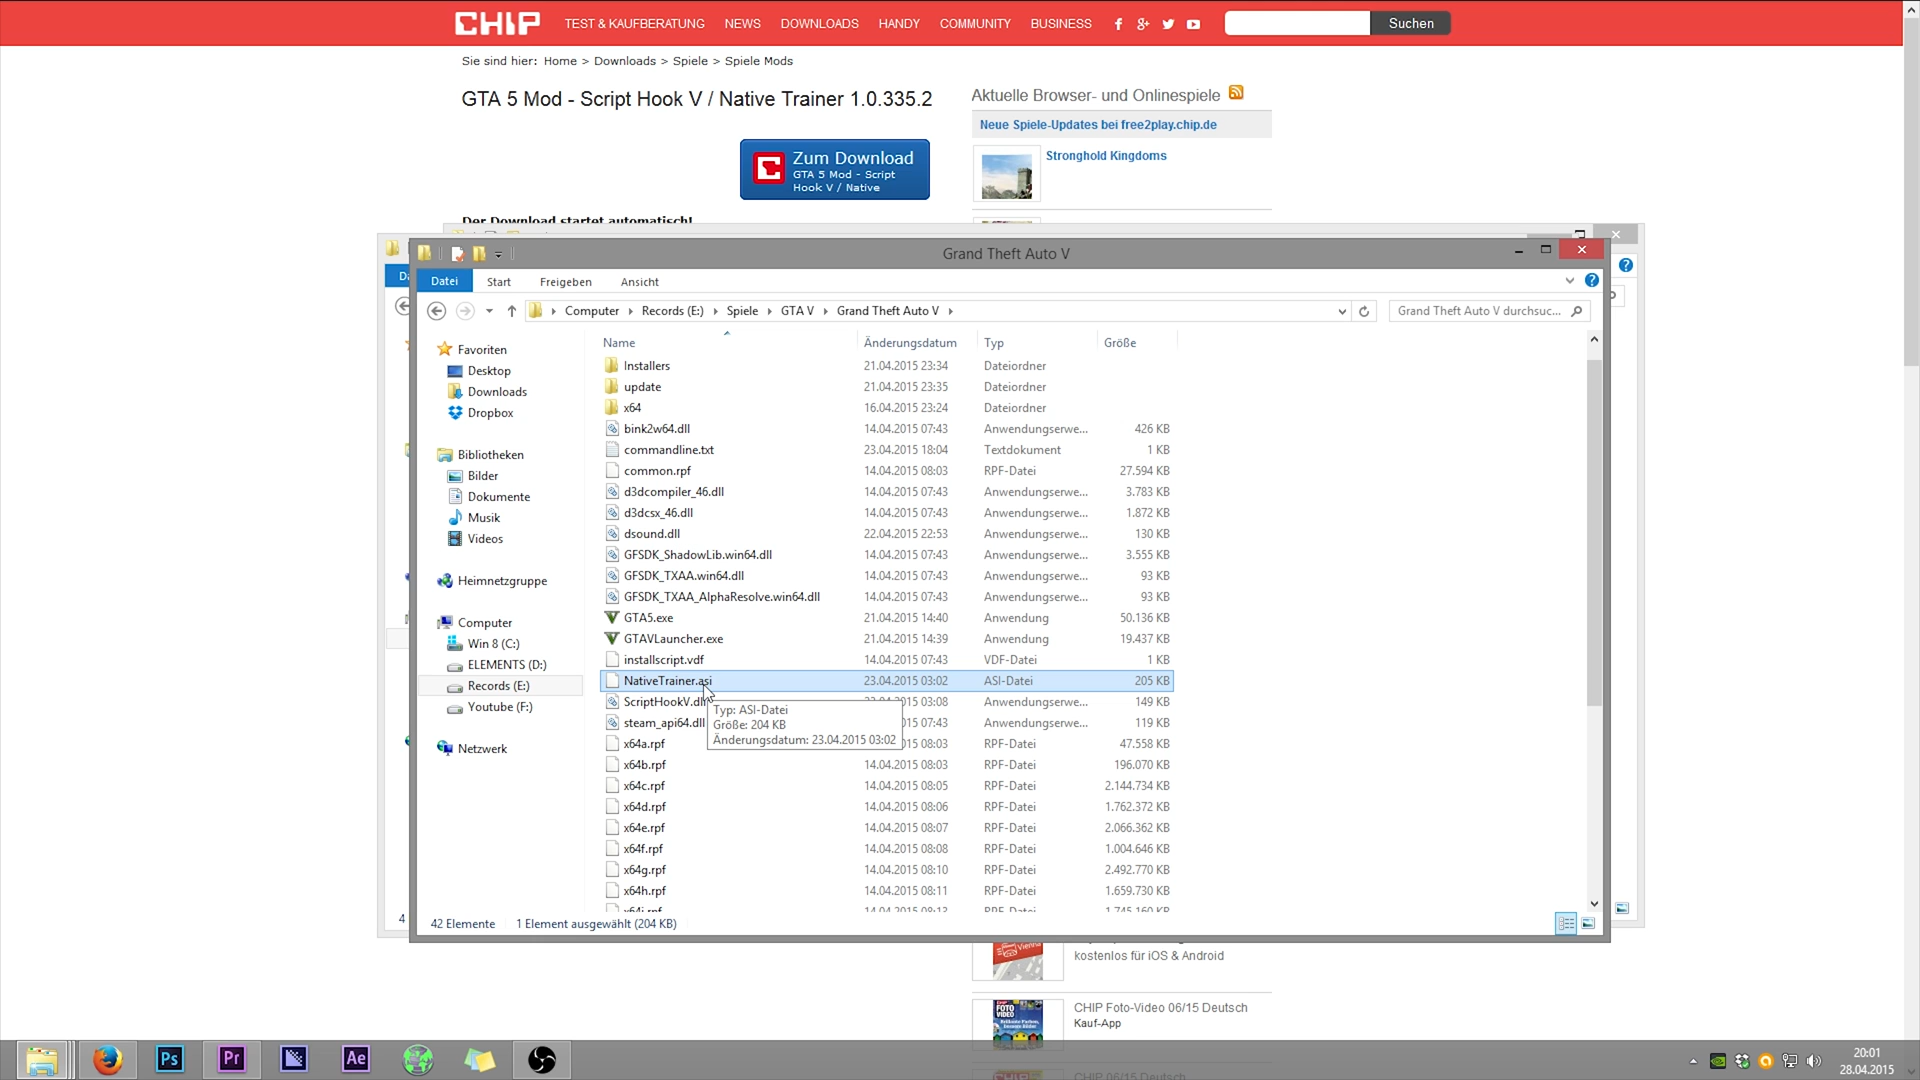 CHIP TEST & KAUFBERATUNG NEWS DOWNLOADS HANDY COMMUNITY BUSINESS Suchen
Sie sind hier: Home > Downloads > Spiele > Spiele Mods
GTA 5 Mod - Script Hook V / Native Trainer 1.0.335.2
Aktuelle Browser- und Onlinespiele
Neue Spiele-Updates bei free2play.chip.de
Stronghold Kingdoms
Zum Download
GTA 5 Mod - Script
Hook V / Native
Der Download startet automatisch!
Grand Theft Auto V
Datei Start Freigeben Ansicht
Computer Records (E:) Spiele GTA V Grand Theft Auto V
Grand Theft Auto V durchsuc...
Favoriten
Desktop
Downloads
Dropbox
Bibliotheken
Bilder
Dokumente
Musik
Videos
Heimnetzgruppe
Computer
Win 8 (C:)
ELEMENTS (D:)
Records (E:)
Youtube (F:)
Netzwerk
Name Änderungsdatum Typ Größe
Installers 21.04.2015 23:34 Dateiordner
update 21.04.2015 23:35 Dateiordner
x64 16.04.2015 23:24 Dateiordner
bink2w64.dll 14.04.2015 07:43 Anwendungserwe... 426 KB
commandline.txt 23.04.2015 18:04 Textdokument 1 KB
common.rpf 14.04.2015 08:03 RPF-Datei 27.594 KB
d3dcompiler_46.dll 14.04.2015 07:43 Anwendungserwe... 3.783 KB
d3dcsx_46.dll 14.04.2015 07:43 Anwendungserwe... 1.872 KB
dsound.dll 22.04.2015 22:53 Anwendungserwe... 130 KB
GFSDK_ShadowLib.win64.dll 14.04.2015 07:43 Anwendungserwe... 3.555 KB
GFSDK_TXAA.win64.dll 14.04.2015 07:43 Anwendungserwe... 93 KB
GFSDK_TXAA_AlphaResolve.win64.dll 14.04.2015 07:43 Anwendungserwe... 93 KB
GTA5.exe 21.04.2015 14:40 Anwendung 50.136 KB
GTAVLauncher.exe 21.04.2015 14:39 Anwendung 19.437 KB
installscript.vdf 14.04.2015 07:43 VDF-Datei 1 KB
NativeTrainer.asi 23.04.2015 03:02 ASI-Datei 205 KB
ScriptHookV.dll 03:08 Anwendungserwe... 149 KB
steam_api64.dll 07:43 Anwendungserwe... 119 KB
Typ: ASI-Datei
Größe: 204 KB
Änderungsdatum: 23.04.2015 03:02
x64a.rpf 08:03 RPF-Datei 47.558 KB
x64b.rpf 14.04.2015 08:03 RPF-Datei 196.070 KB
x64c.rpf 14.04.2015 08:05 RPF-Datei 2.144.734 KB
x64d.rpf 14.04.2015 08:06 RPF-Datei 1.762.372 KB
x64e.rpf 14.04.2015 08:07 RPF-Datei 2.066.362 KB
x64f.rpf 14.04.2015 08:08 RPF-Datei 1.004.646 KB
x64g.rpf 14.04.2015 08:10 RPF-Datei 2.492.770 KB
x64h.rpf 14.04.2015 08:11 RPF-Datei 1.659.730 KB
42 Elemente 1 Element ausgewählt (204 KB)
4
kostenlos für iOS & Android
CHIP Foto-Video 06/15 Deutsch
Kauf-App
CHIP 06/15 Deutsch
Ps Pr Ae
20:01
28.04.2015